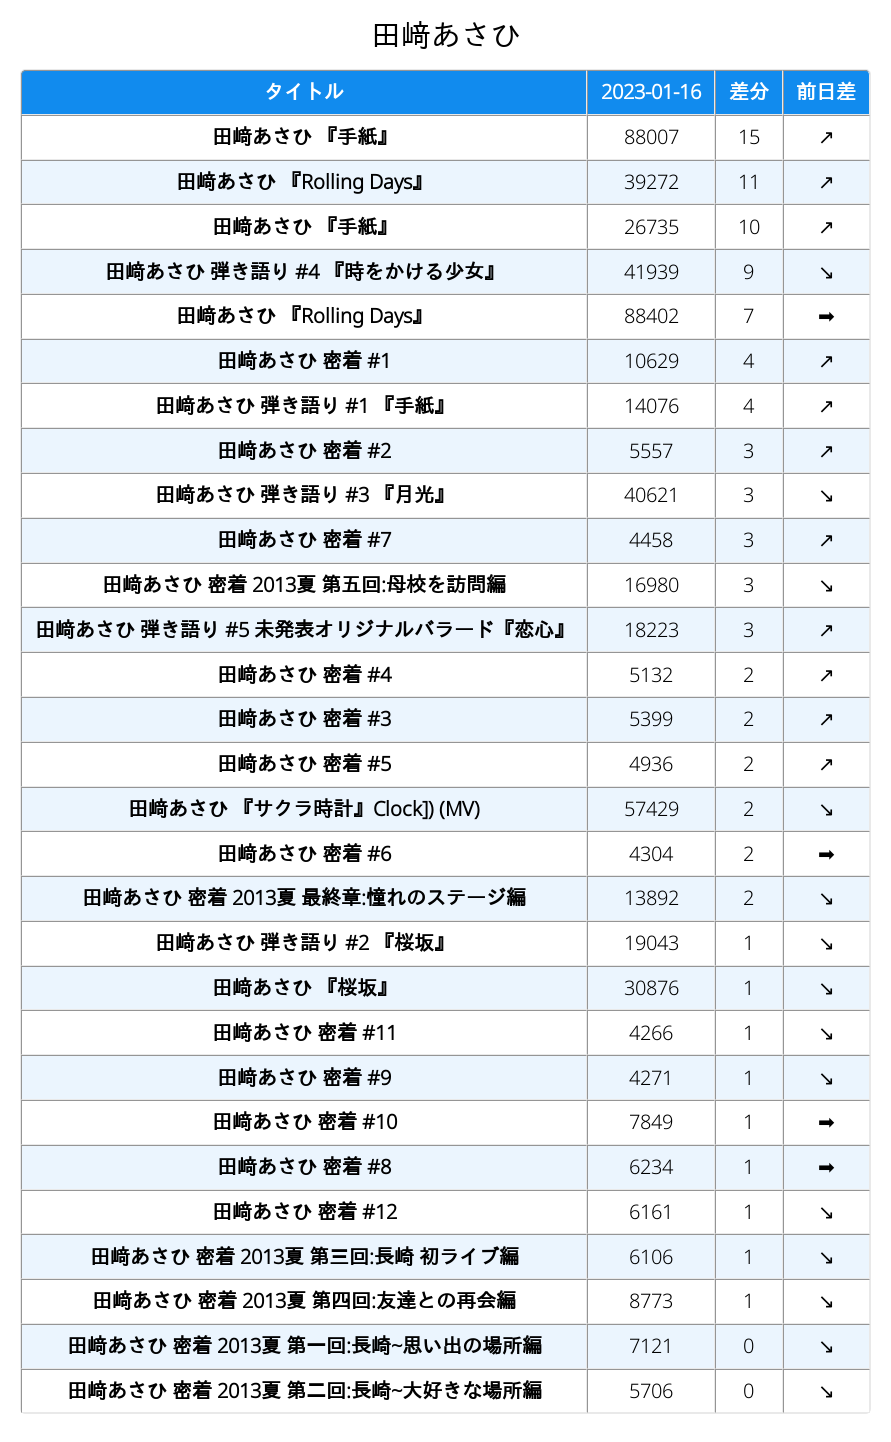 田﨑あさひ
タイトル 2023-01-16 差分 前日差
田﨑あさひ 『手紙』 88007 15 ↗
田﨑あさひ 『Rolling Days』 39272 11 ↗
田﨑あさひ 『手紙』 26735 10 ↗
田﨑あさひ 弾き語り #4 『時をかける少女』 41939 9 ↘
田﨑あさひ 『Rolling Days』 88402 7 ➡
田﨑あさひ 密着 #1 10629 4 ↗
田﨑あさひ 弾き語り #1 『手紙』 14076 4 ↗
田﨑あさひ 密着 #2 5557 3 ↗
田﨑あさひ 弾き語り #3 『月光』 40621 3 ↘
田﨑あさひ 密着 #7 4458 3 ↗
田﨑あさひ 密着 2013夏 第五回:母校を訪問編 16980 3 ↘
田﨑あさひ 弾き語り #5 未発表オリジナルバラード『恋心』 18223 3 ↗
田﨑あさひ 密着 #4 5132 2 ↗
田﨑あさひ 密着 #3 5399 2 ↗
田﨑あさひ 密着 #5 4936 2 ↗
田﨑あさひ 『サクラ時計』Clock]) (MV) 57429 2 ↘
田﨑あさひ 密着 #6 4304 2 ➡
田﨑あさひ 密着 2013夏 最終章:憧れのステージ編 13892 2 ↘
田﨑あさひ 弾き語り #2 『桜坂』 19043 1 ↘
田﨑あさひ 『桜坂』 30876 1 ↘
田﨑あさひ 密着 #11 4266 1 ↘
田﨑あさひ 密着 #9 4271 1 ↘
田﨑あさひ 密着 #10 7849 1 ➡
田﨑あさひ 密着 #8 6234 1 ➡
田﨑あさひ 密着 #12 6161 1 ↘
田﨑あさひ 密着 2013夏 第三回:長崎 初ライブ編 6106 1 ↘
田﨑あさひ 密着 2013夏 第四回:友達との再会編 8773 1 ↘
田﨑あさひ 密着 2013夏 第一回:長崎~思い出の場所編 7121 0 ↘
田﨑あさひ 密着 2013夏 第二回:長崎~大好きな場所編 5706 0 ↘